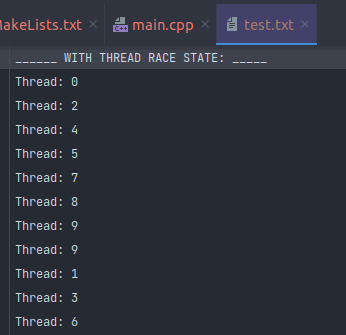 MakeLists.txt main.cpp test.txt
______ WITH THREAD RACE STATE: _____
Thread: 0
Thread: 2
Thread: 4
Thread: 5
Thread: 7
Thread: 8
Thread: 9
Thread: 9
Thread: 1
Thread: 3
Thread: 6